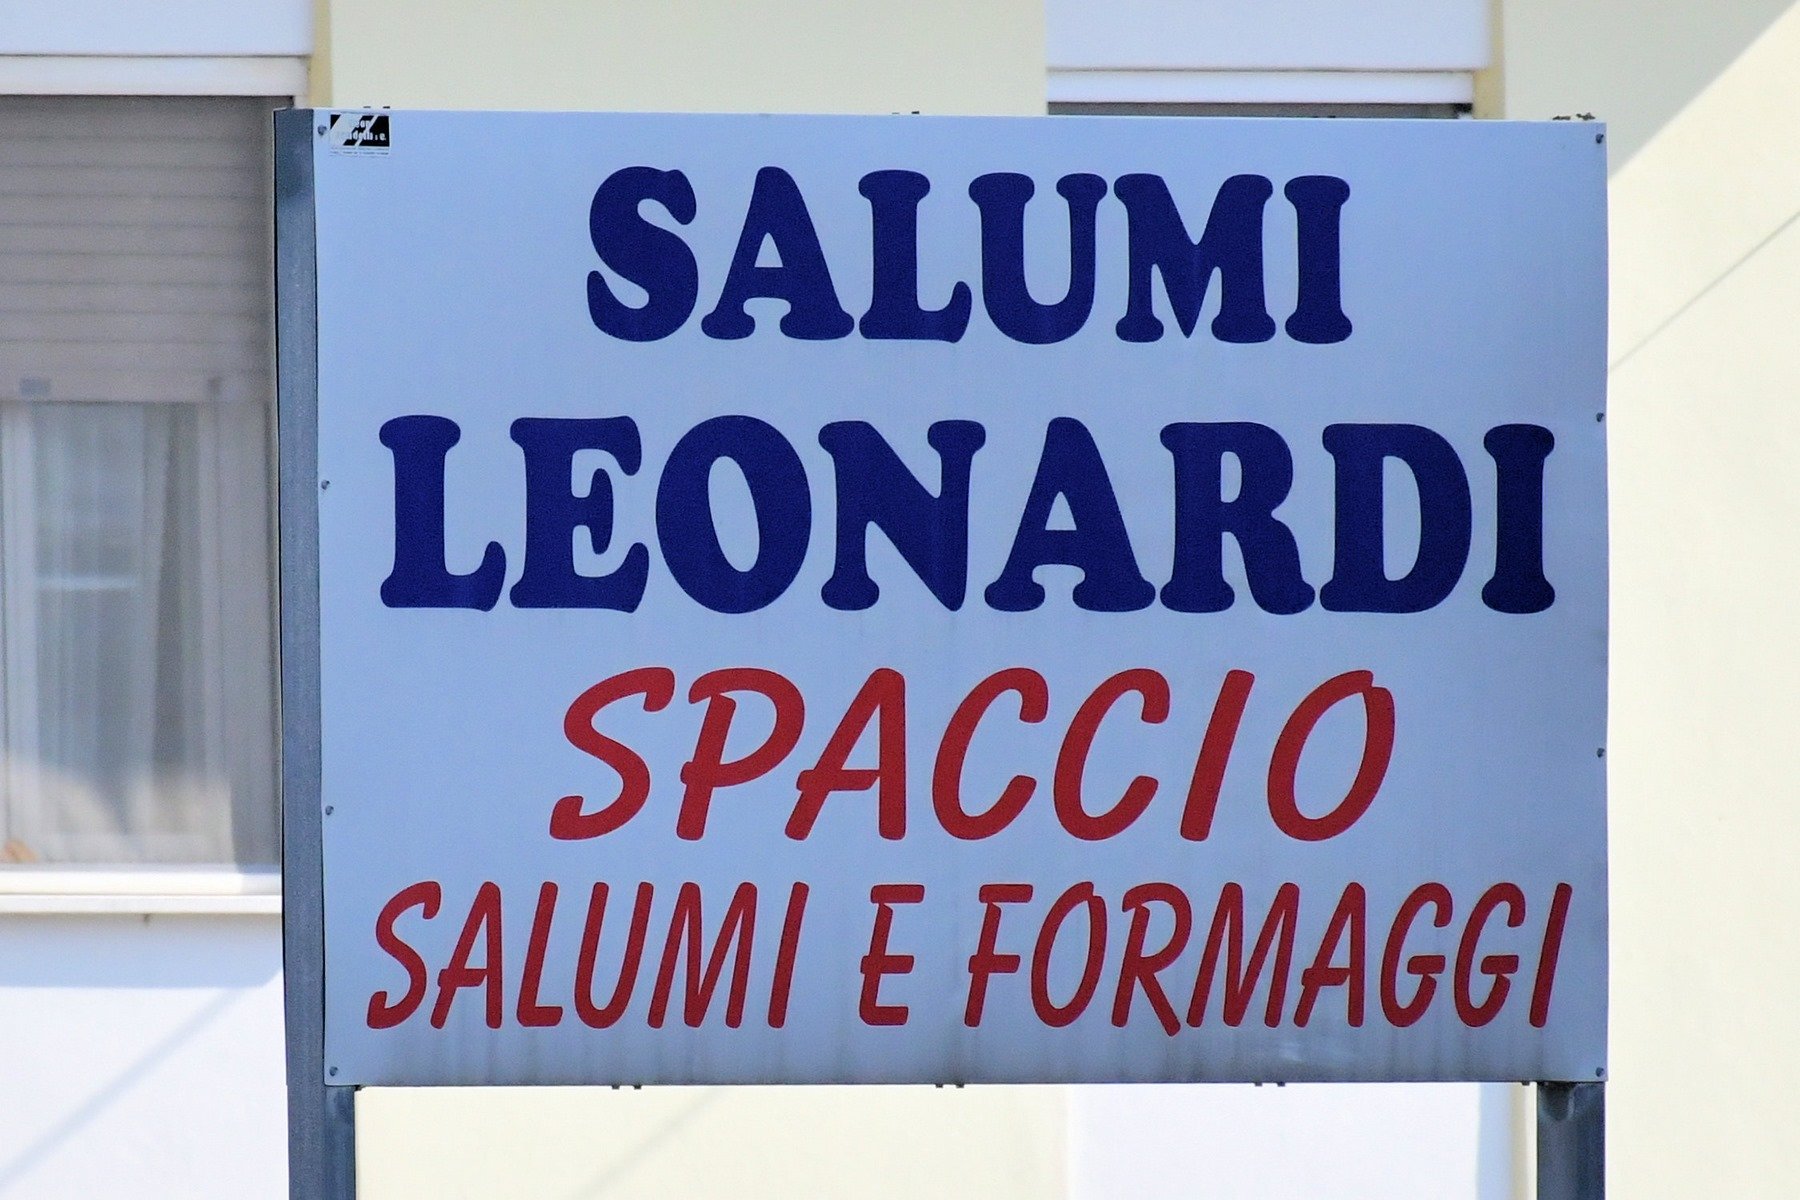 SALUMI
LEONARDI
SPACCIO
SALUMI E FORMAGGI